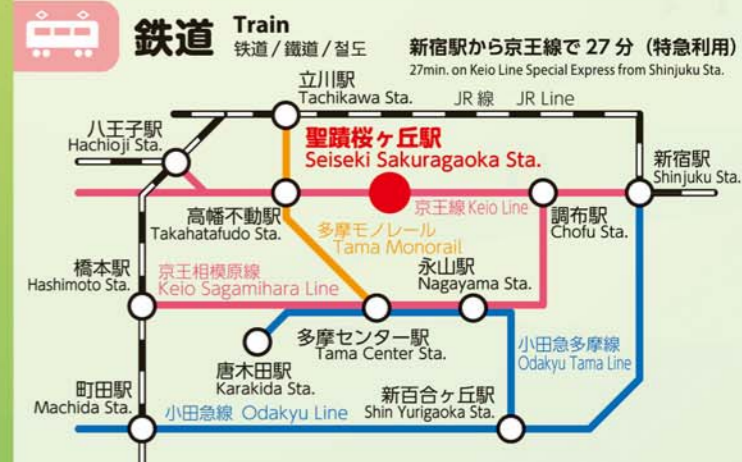 鉄道 Train
铁道 / 鐵道 / 철도
新宿駅から京王線で 27 分（特急利用）
27min. on Keio Line Special Express from Shinjuku Sta.
立川駅
Tachikawa Sta.
JR 線 JR Line
八王子駅
Hachioji Sta.
聖蹟桜ヶ丘駅
Seiseki Sakuragaoka Sta.
新宿駅
Shinjuku Sta.
高幡不動駅
Takahatafudo Sta.
京王線 Keio Line
調布駅
Chofu Sta.
多摩モノレール
Tama Monorail
橋本駅
Hashimoto Sta.
京王相模原線
Keio Sagamihara Line
永山駅
Nagayama Sta.
多摩センター駅
Tama Center Sta.
小田急多摩線
Odakyu Tama Line
唐木田駅
Karakida Sta.
町田駅
Machida Sta.
小田急線 Odakyu Line
新百合ヶ丘駅
Shin Yurigaoka Sta.